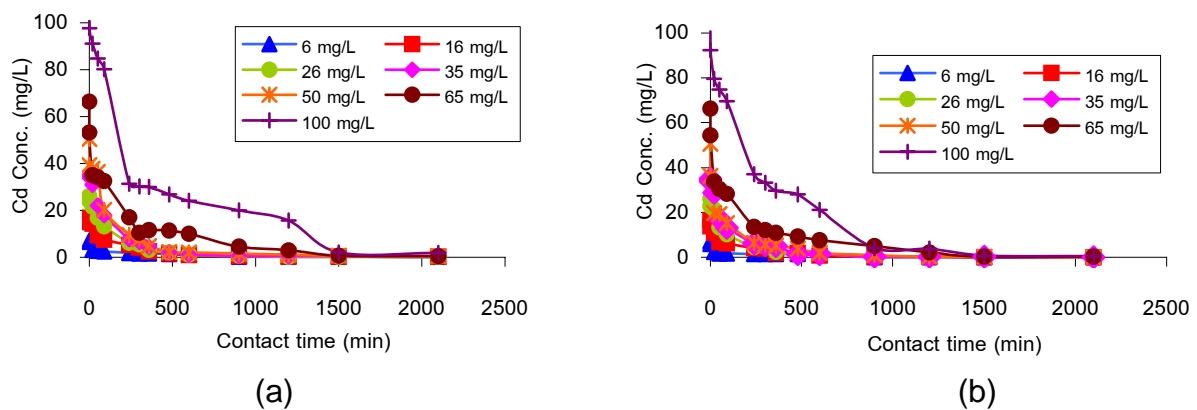 100
80
60
40
20
0
Cd Conc. (mg/L)
6 mg/L 16 mg/L
26 mg/L 35 mg/L
50 mg/L 65 mg/L
100 mg/L
0 500 1000 1500 2000 2500
Contact time (min)
(a)
100
80
60
40
20
0
Cd Conc. (mg/L)
6 mg/L 16 mg/L
26 mg/L 35 mg/L
50 mg/L 65 mg/L
100 mg/L
0 500 1000 1500 2000 2500
Contact time (min)
(b)